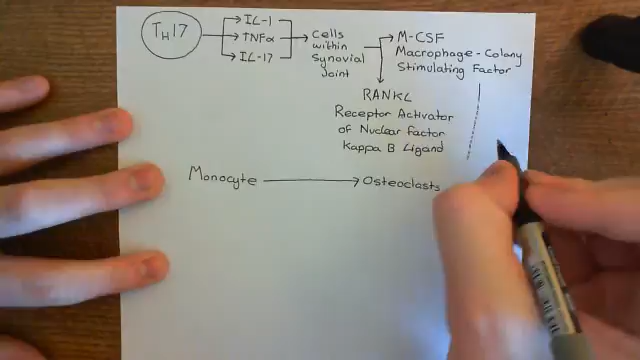 TH17
IL-1
TNFα
IL-17
Cells
within
Synovial
Joint
M-CSF
Macrophage-Colony
Stimulating Factor
RANKL
Receptor Activator
of Nuclear Factor
Kappa B Ligand
Monocyte
Osteoclasts